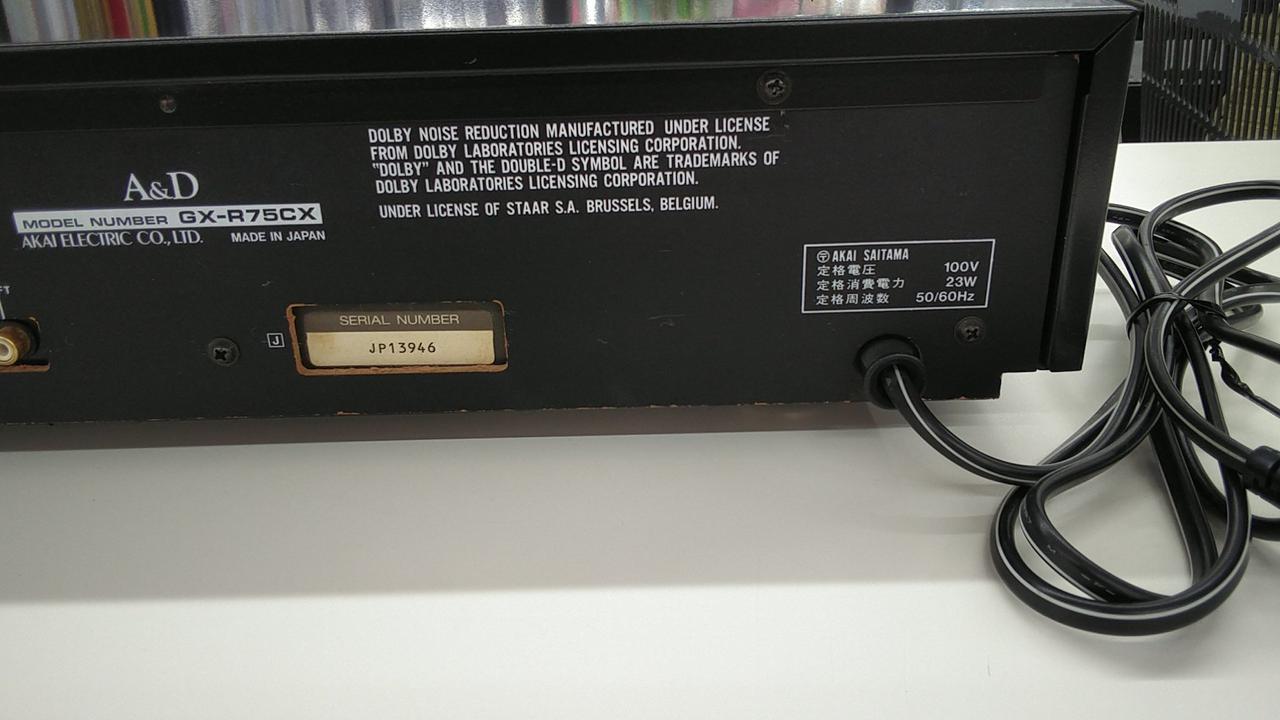 DOLBY NOISE REDUCTION MANUFACTURED UNDER LICENSE
FROM DOLBY LABORATORIES LICENSING CORPORATION.
"DOLBY" AND THE DOUBLE-D SYMBOL ARE TRADEMARKS OF
DOLBY LABORATORIES LICENSING CORPORATION.
UNDER LICENSE OF STAAR S.A. BRUSSELS, BELGIUM.
A&D
MODEL NUMBER GX-R75CX
AKAI ELECTRIC CO., LTD. MADE IN JAPAN
〒 AKAI SAITAMA
定格電圧 100V
定格消費電力 23W
定格周波数 50/60Hz
J
SERIAL NUMBER
JP13946